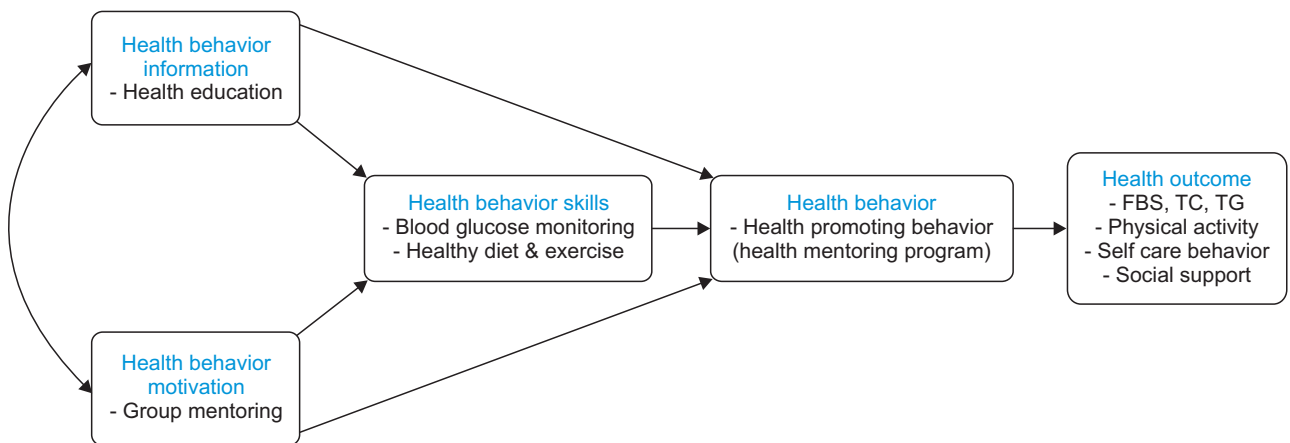 Health behavior
information
- Health education
Health behavior skills
- Blood glucose monitoring
- Healthy diet & exercise
Health behavior
motivation
- Group mentoring
Health behavior
- Health promoting behavior
(health mentoring program)
Health outcome
- FBS, TC, TG
- Physical activity
- Self care behavior
- Social support